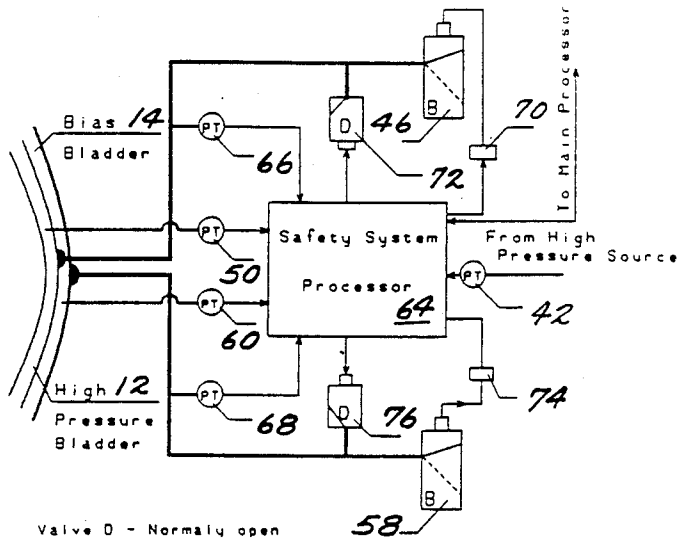 To Main Processor
Bias 14
Bladder
PT
66
D
46
B
70
72
PT
50
Safety System
Processor
64
From High
Pressure Source
PT
42
PT
60
High 12
Pressure
Bladder
PT
68
D
76
74
B
58
Valve D - Normaly open